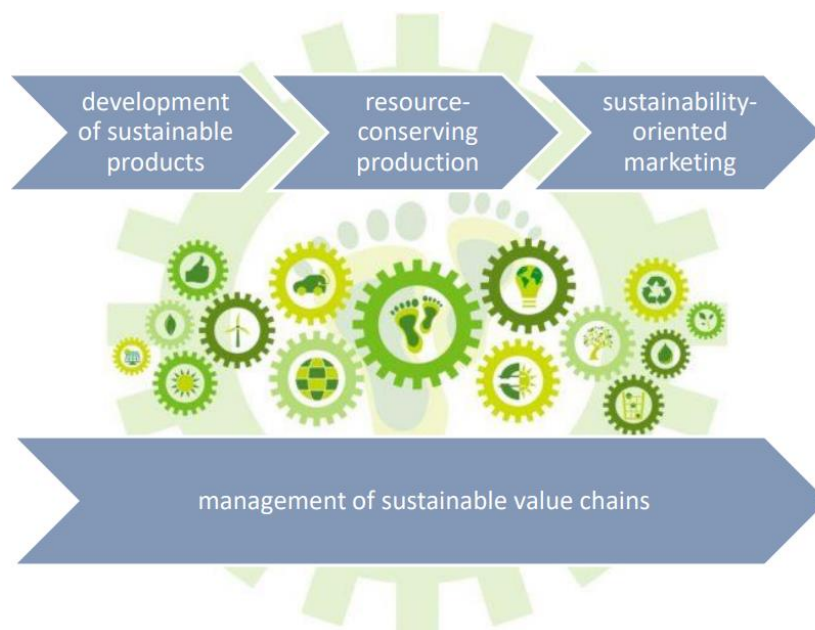 development
of sustainable
products
resource-
conserving
production
sustainability-
oriented
marketing
management of sustainable value chains